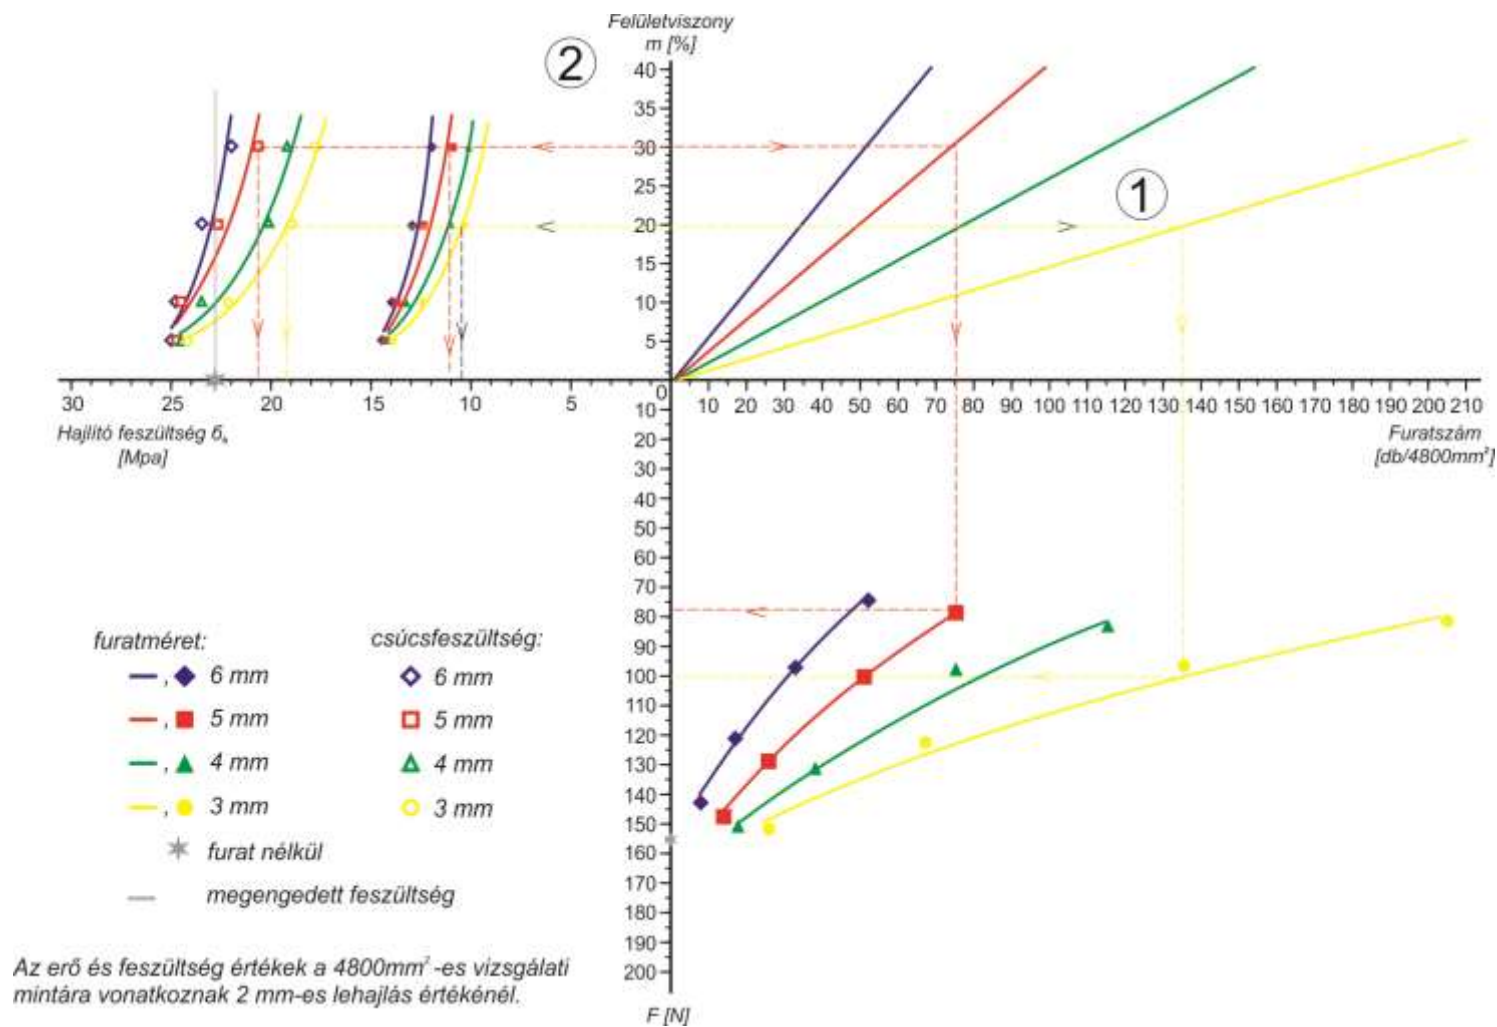 Felületviszony
m [%]
2
40
35
30
25
20
15
10
5
1
30 25 20 15 10 5 0
10 20 30 40 50 60 70 80 90 100 110 120 130 140 150 160 170 180 190 200 210
Hajlító feszültség б
[Mpa]
Furatszám
[db/4800mm²]
10
20
30
40
50
60
70
80
90
100
110
120
130
140
150
160
170
180
190
200
F [N]
furatméret: csúcsfeszültség:
, 6 mm 6 mm
, 5 mm 5 mm
, 4 mm 4 mm
, 3 mm 3 mm
furat nélkül
megengedett feszültség
Az erő és feszültség értékek a 4800mm² -es vizsgálati
mintára vonatkoznak 2 mm-es lehajlás értékénél.